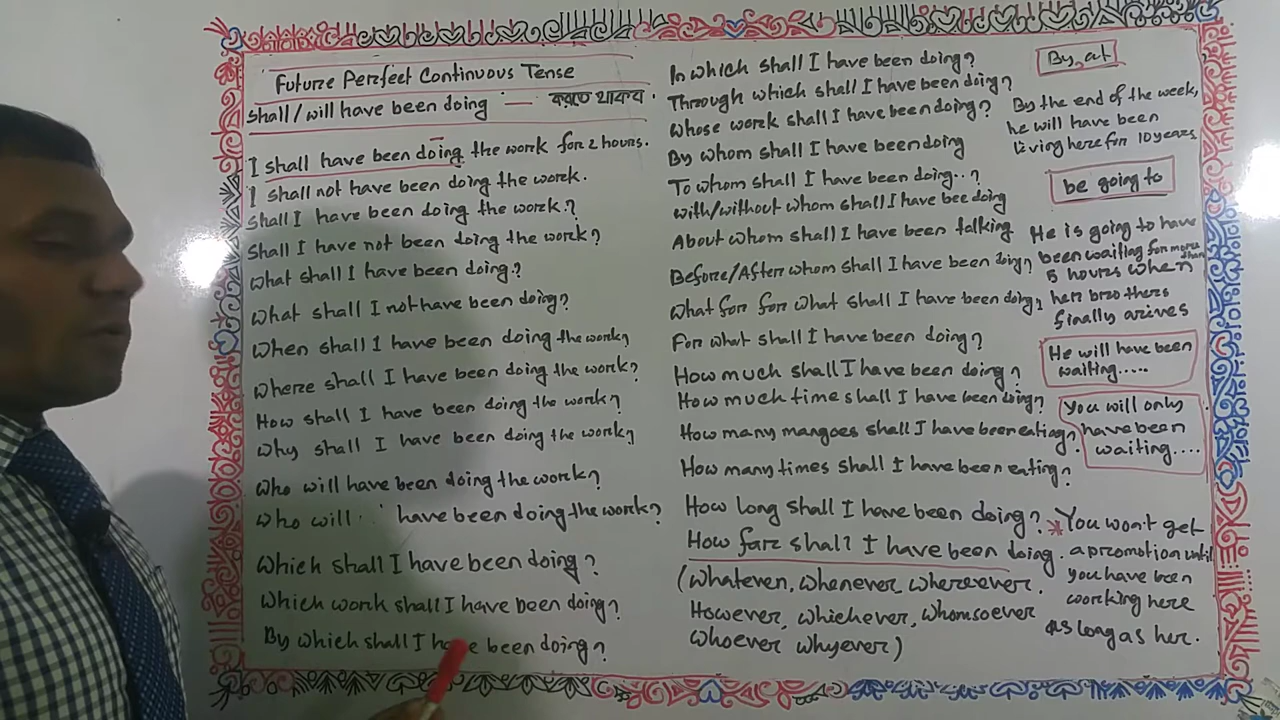 Future Perfect Continuous Tense
shall/will have been doing — করতে থাকব.
I shall have been doing the work for 2 hours.
I shall not have been doing the work.
Shall I have been doing the work?
Shall I have not been doing the work?
What shall I have been doing?
What shall I not have been doing?
When shall I have been doing the work?
Where shall I have been doing the work?
How shall I have been doing the work?
Why shall I have been doing the work?
Who will have been doing the work?
Who will have been doing the work?
Which shall I have been doing?
Which work shall I have been doing?
By which shall I have been doing?
In which shall I have been doing?
Through which shall I have been doing?
Whose work shall I have been doing?
By whom shall I have been doing
To whom shall I have been doing..?
with/without whom shall I have bee doing
About whom shall I have been talking
Before/After whom shall I have been doing?
What for for what shall I have been doing?
For what shall I have been doing?
How much shall I have been doing?
How much time shall I have been doing?
How many mangoes shall I have been eating?
How many times shall I have been eating?
How long shall I have been doing?
How far shall I have been doing.
(Whatever, whenever, wherever.
However, whichever, whomsoever
whoever whyever)
By, at
By the end of the week,
he will have been
living here for 10 years
be going to
He is going to have
been waiting for more than
5 hours when
her brothers
finally arives
He will have been
waiting.....
You will only
have been
waiting....
*You won't get
a promotion until
you have been
working here
as long as her.